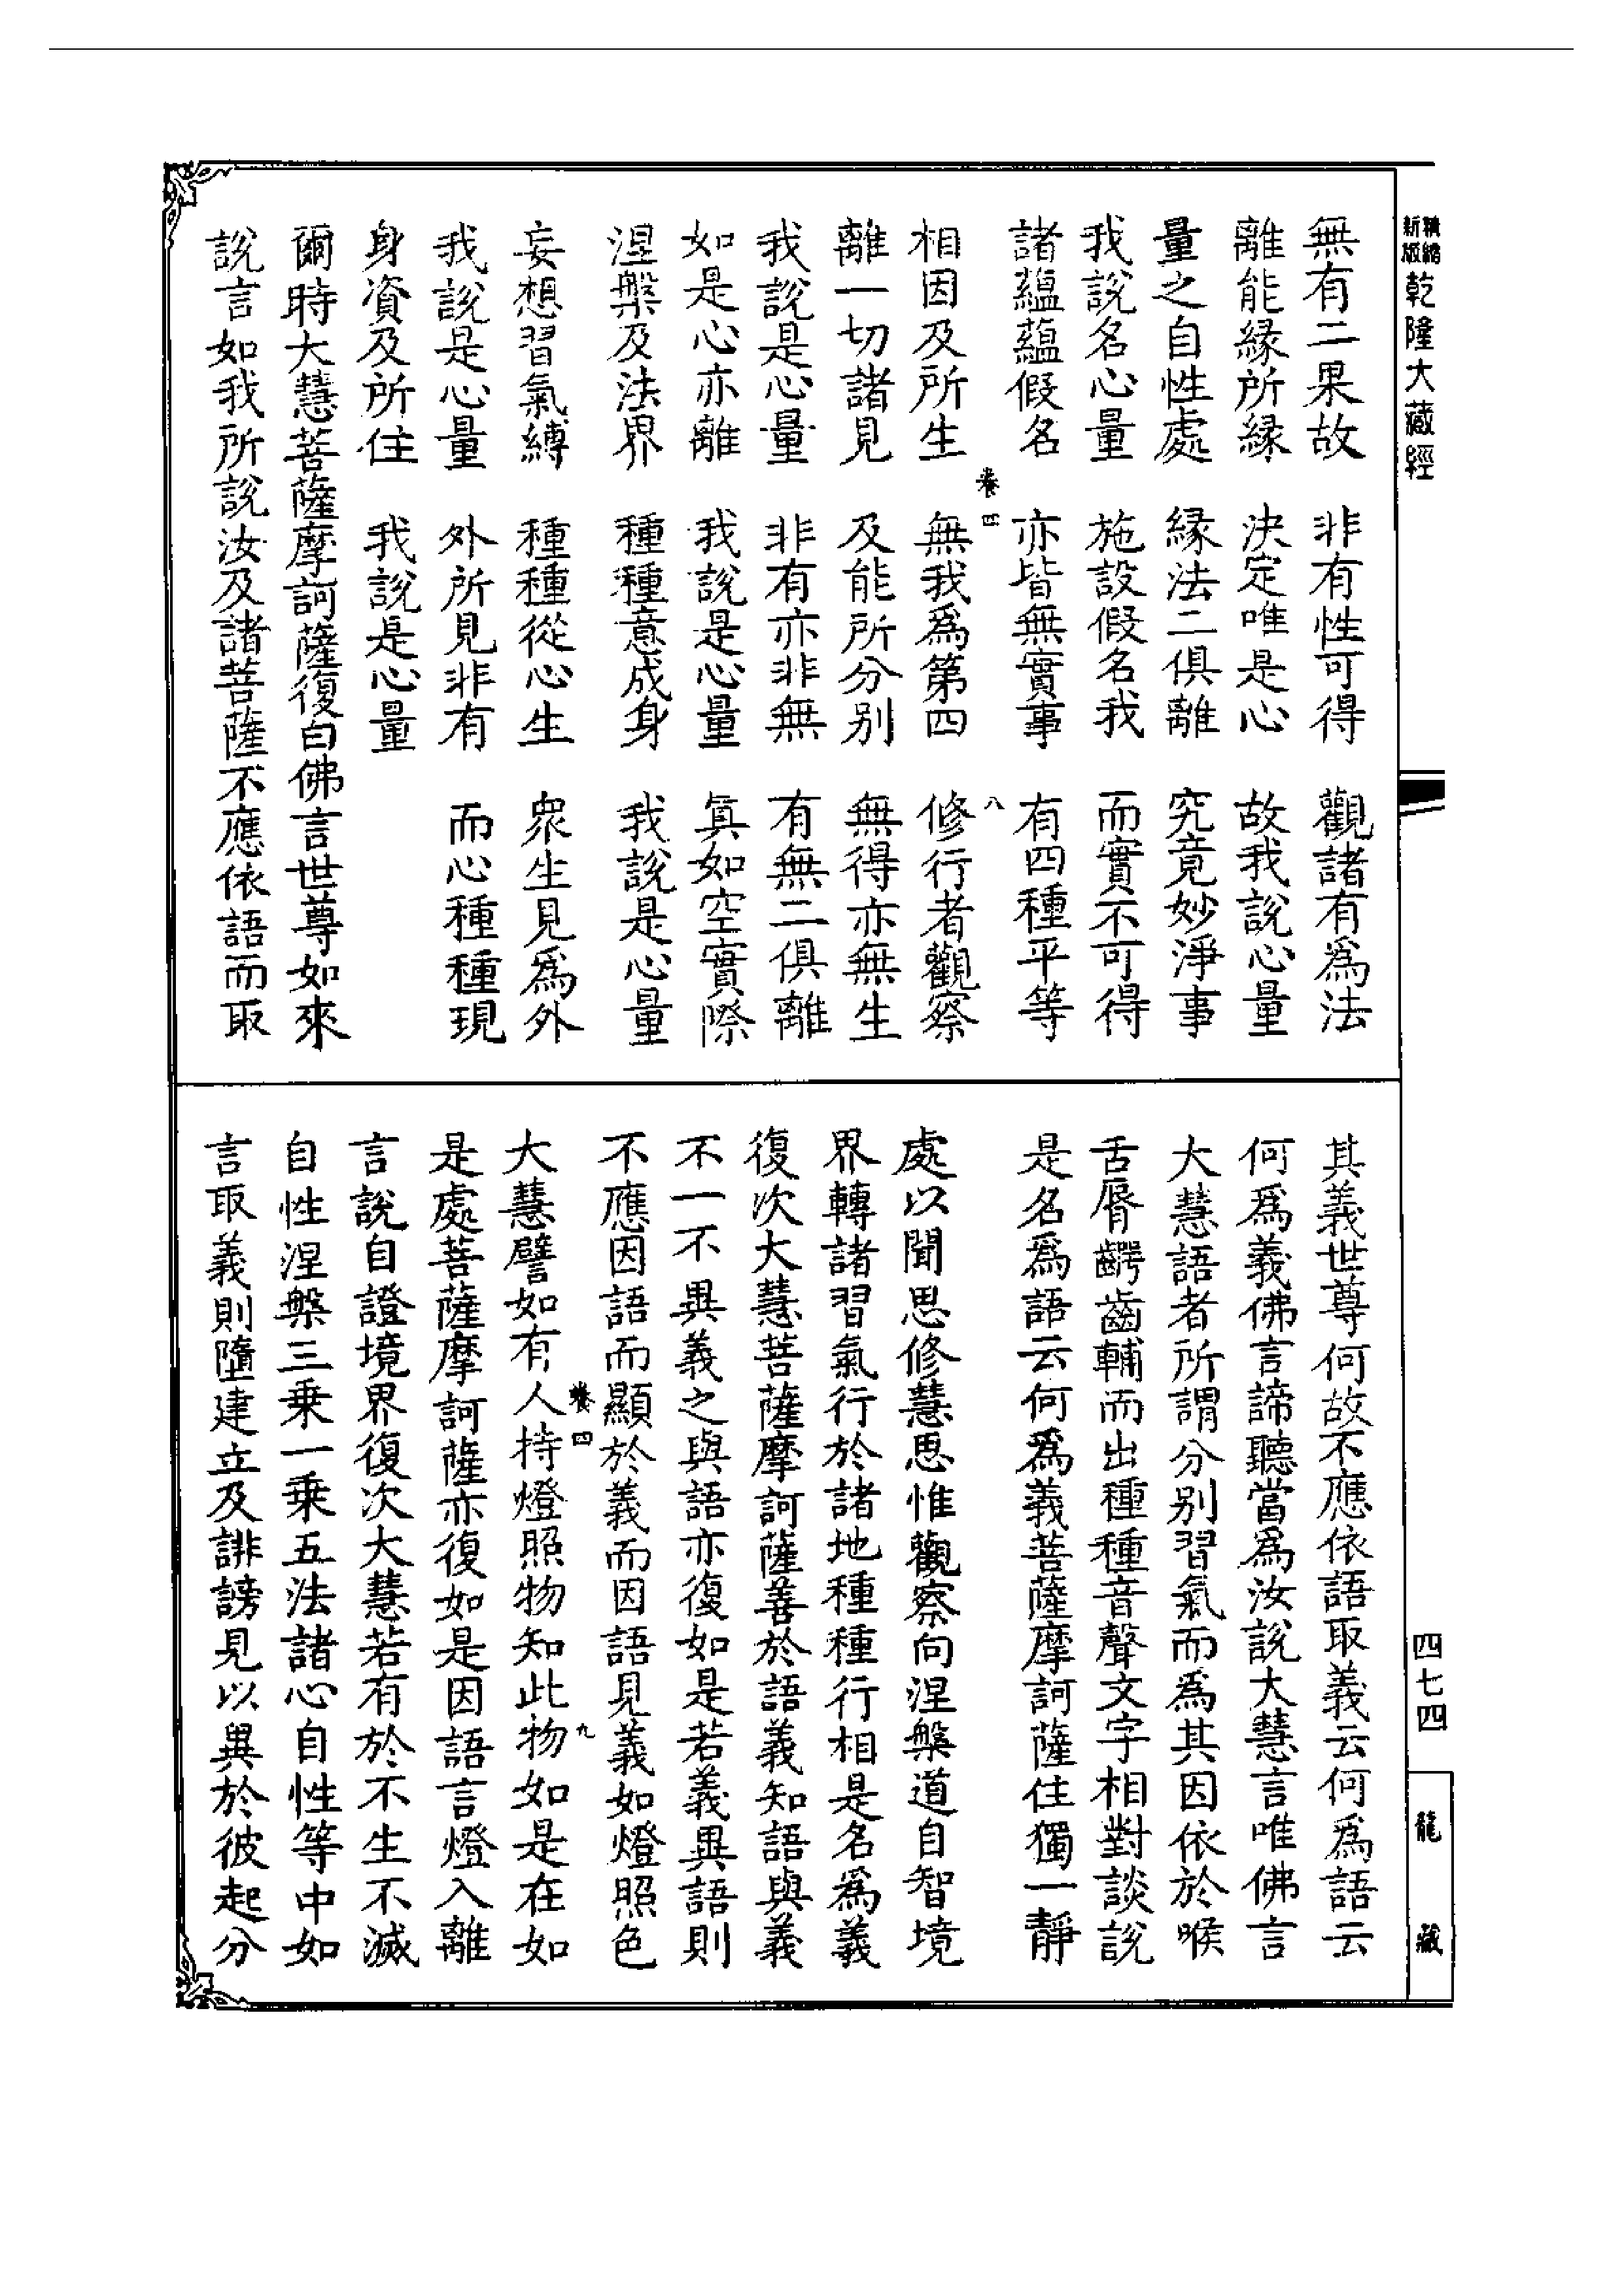 精縮新版乾隆大藏經
無有二果故　非有性可得　觀諸有爲法
離能緣所緣　決定唯是心　故我說心量
量之自性處　緣法二俱離　究竟妙淨事
我說名心量　施設假名我　而實不可得
諸蘊蘊假名　亦皆無實事　有四種平等
卷四　八
相因及所生　無我爲第四　修行者觀察
離一切諸見　及能所分別　無得亦無生
我說是心量　非有亦非無　有無二俱離
如是心亦離　我說是心量　眞如空實際
涅槃及法界　種種意成身　我說是心量
妄想習氣縛　種種從心生　衆生見爲外
我說是心量　外所見非有　而心種種現
身資及所住　我說是心量
爾時大慧菩薩摩訶薩復白佛言世尊如來
說言如我所說汝及諸菩薩不應依語而取
其義世尊何故不應依語取義云何爲語云
何爲義佛言諦聽當爲汝說大慧言唯佛言
大慧語者所謂分別習氣而爲其因依於喉
舌脣齶齒輔而出種種音聲文字相對談說
是名爲語云何爲義菩薩摩訶薩住獨一靜
處以聞思修慧思惟觀察向涅槃道自智境
界轉諸習氣行於諸地種種行相是名爲義
復次大慧菩薩摩訶薩善於語義知語與義
不一不異義之與語亦復如是若義異語則
不應因語而顯於義而因語見義如燈照色
卷四　九
大慧譬如有人持燈照物知此物如是在如
是處菩薩摩訶薩亦復如是因語言燈入離
言說自證境界復次大慧若有於不生不滅
自性涅槃三乘一乘五法諸心自性等中如
言取義則墮建立及誹謗見以異於彼起分
四七四
龍藏